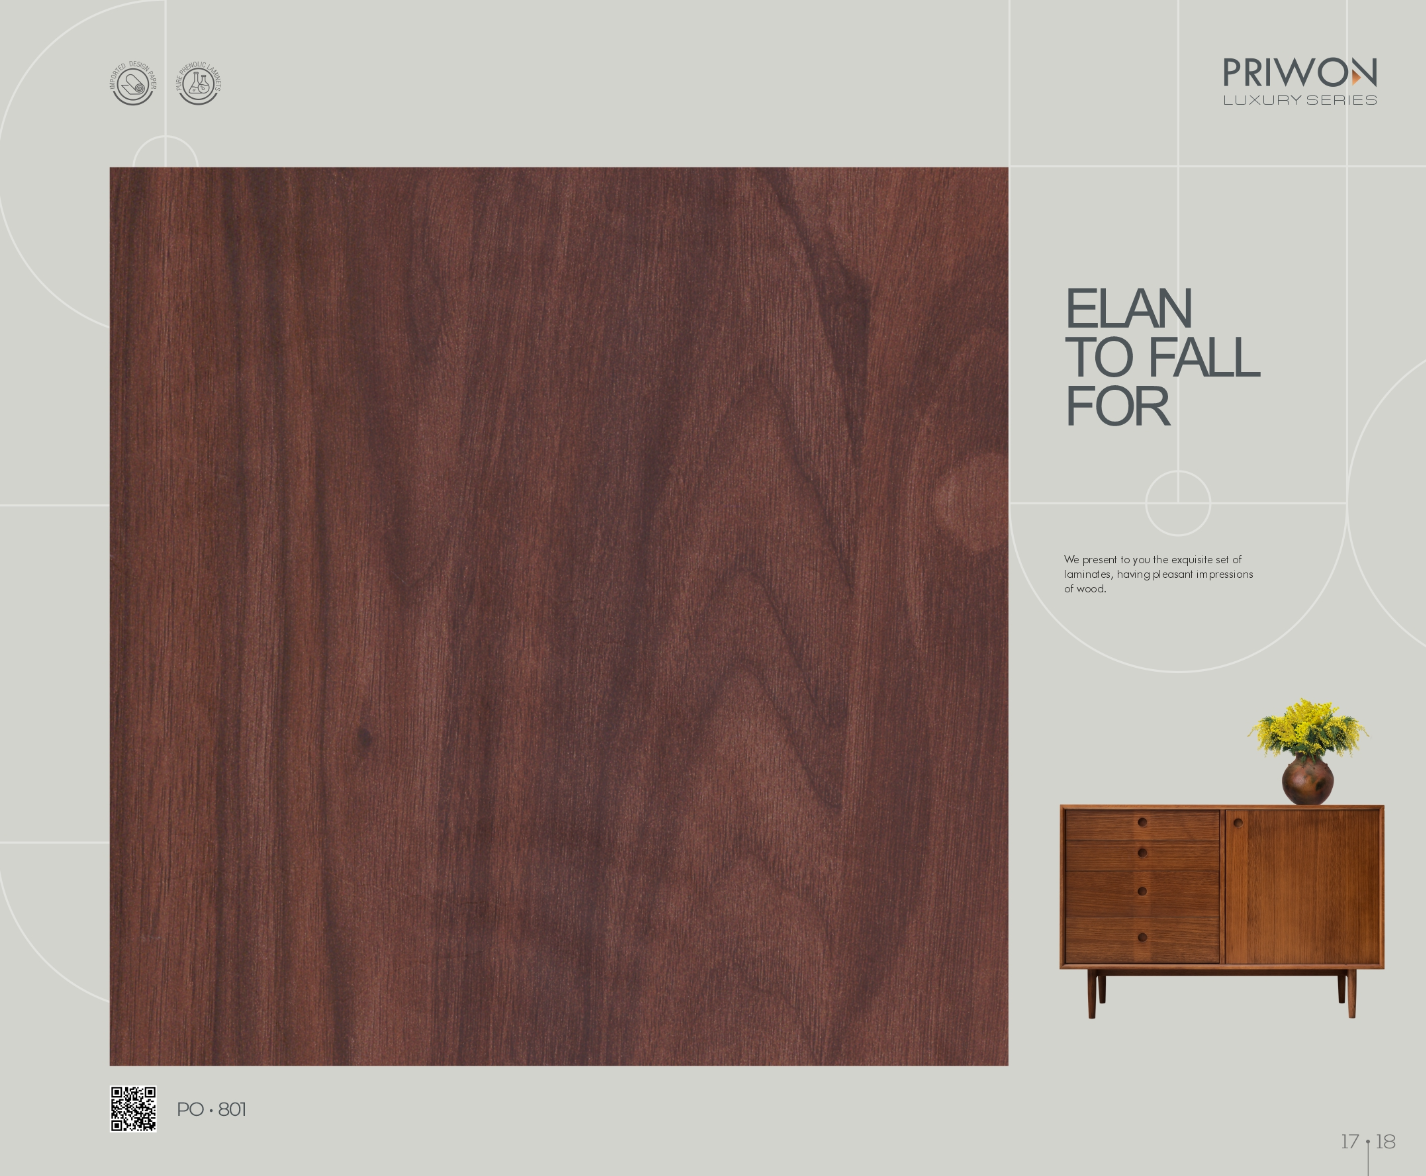 IMPORTED DESIGN PAPER
PURE PHENOLIC LAMINATES
PRIWON
LUXURY SERIES
ELAN
TO FALL
FOR
We present to you the exquisite set of
laminates, having pleasant impressions
of wood.
PO • 801
17 • 18